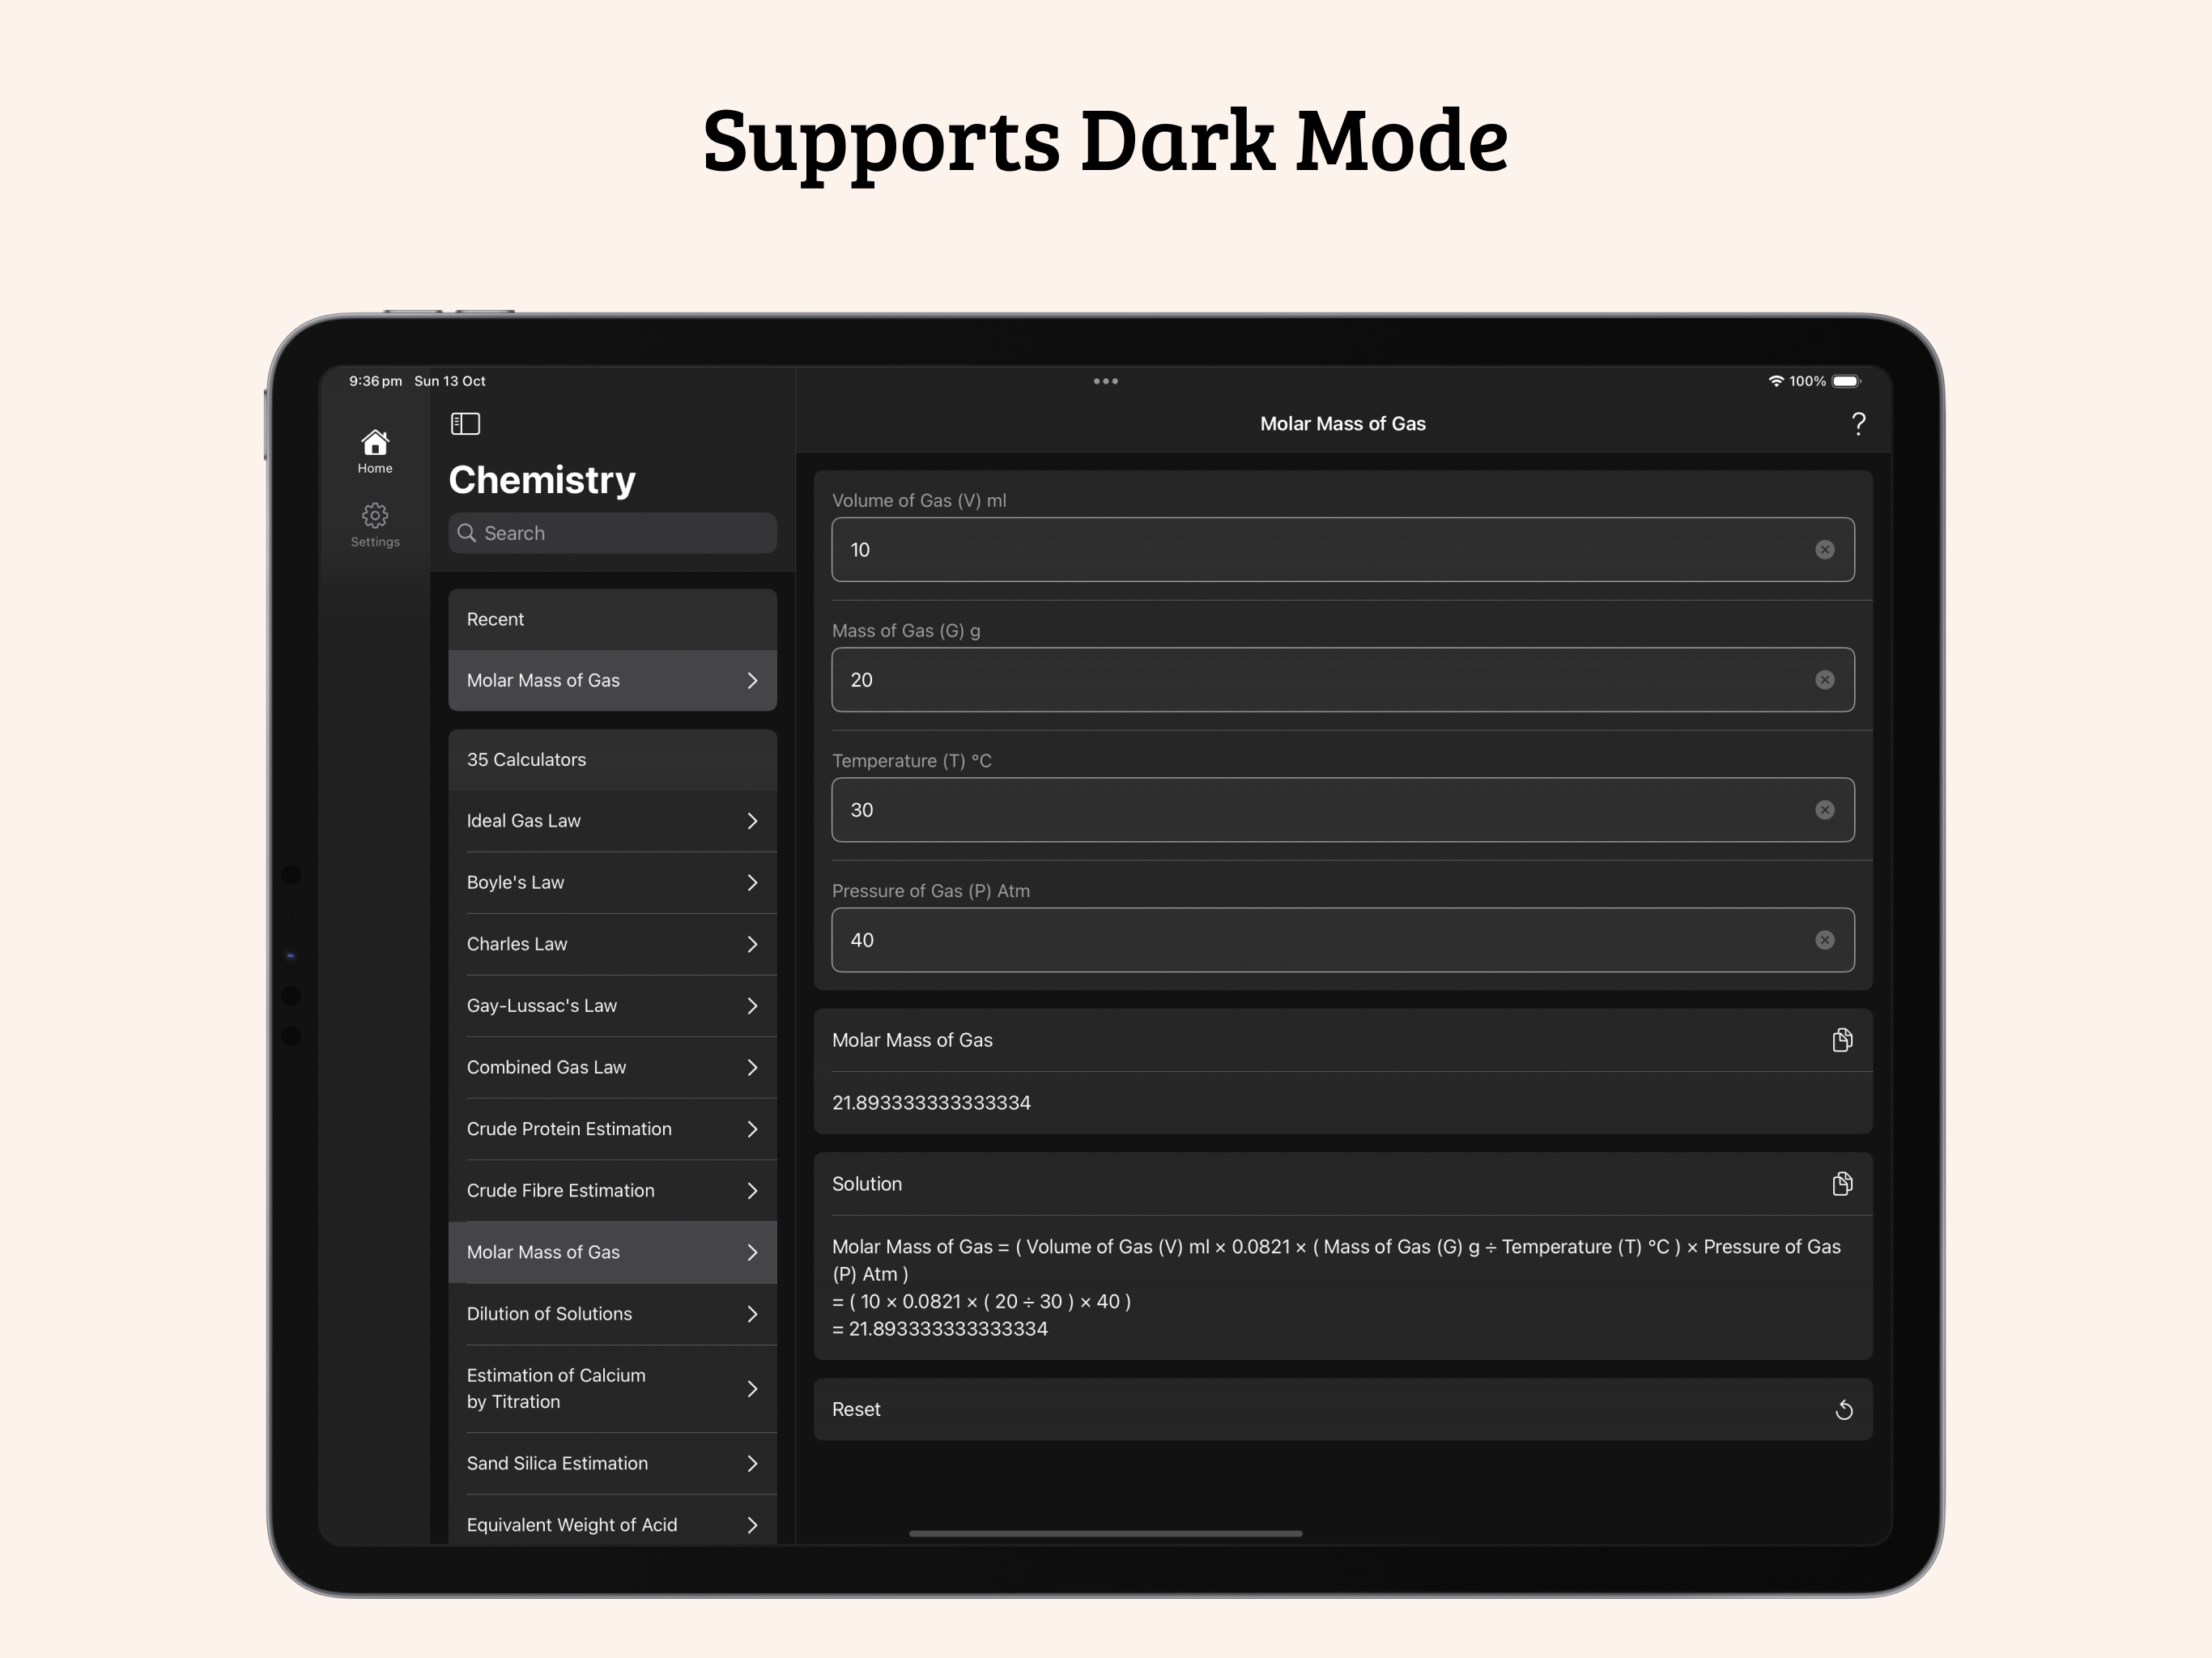 Supports Dark Mode
9:36 pm Sun 13 Oct
100%
Home
Settings
Chemistry
Search
Recent
Molar Mass of Gas
35 Calculators
Ideal Gas Law
Boyle's Law
Charles Law
Gay-Lussac's Law
Combined Gas Law
Crude Protein Estimation
Crude Fibre Estimation
Molar Mass of Gas
Dilution of Solutions
Estimation of Calcium
by Titration
Sand Silica Estimation
Equivalent Weight of Acid
Molar Mass of Gas
?
Volume of Gas (V) ml
10
Mass of Gas (G) g
20
Temperature (T) °C
30
Pressure of Gas (P) Atm
40
Molar Mass of Gas
21.893333333333334
Solution
Molar Mass of Gas = ( Volume of Gas (V) ml × 0.0821 × ( Mass of Gas (G) g ÷ Temperature (T) °C ) × Pressure of Gas
(P) Atm )
= ( 10 × 0.0821 × ( 20 ÷ 30 ) × 40 )
= 21.893333333333334
Reset